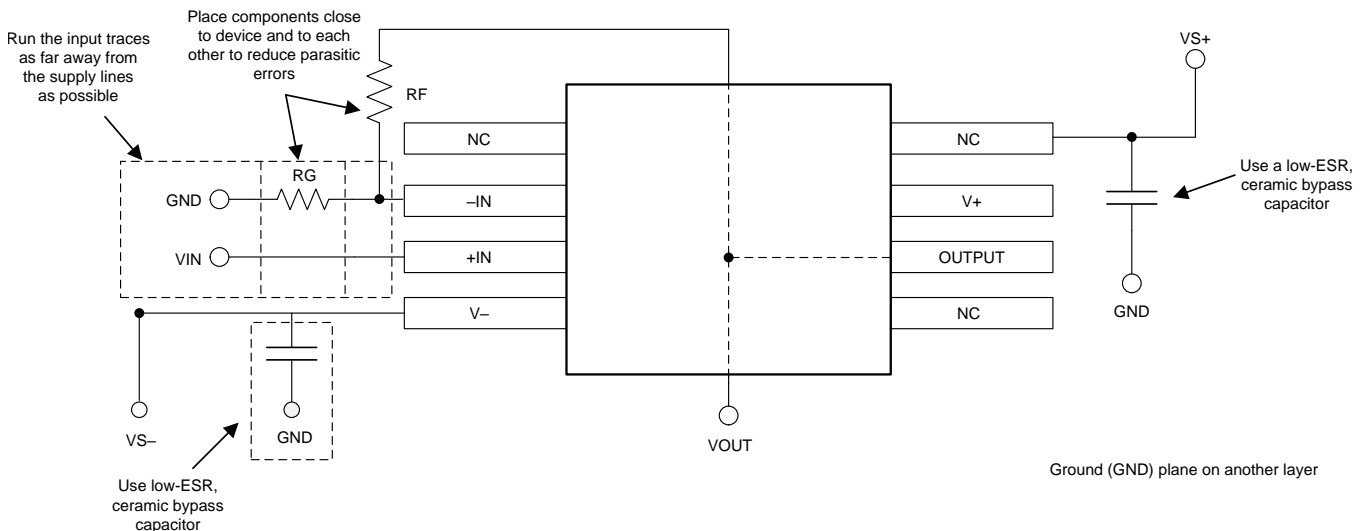 Place components close
to device and to each
other to reduce parasitic
errors
Run the input traces
as far away from
the supply lines
as possible
VS+
RF
NC
NC
Use a low-ESR,
ceramic bypass
capacitor
RG
GND
–IN
V+
VIN
+IN
OUTPUT
GND
V–
NC
VS–
GND
VOUT
Use low-ESR,
ceramic bypass
capacitor
Ground (GND) plane on another layer